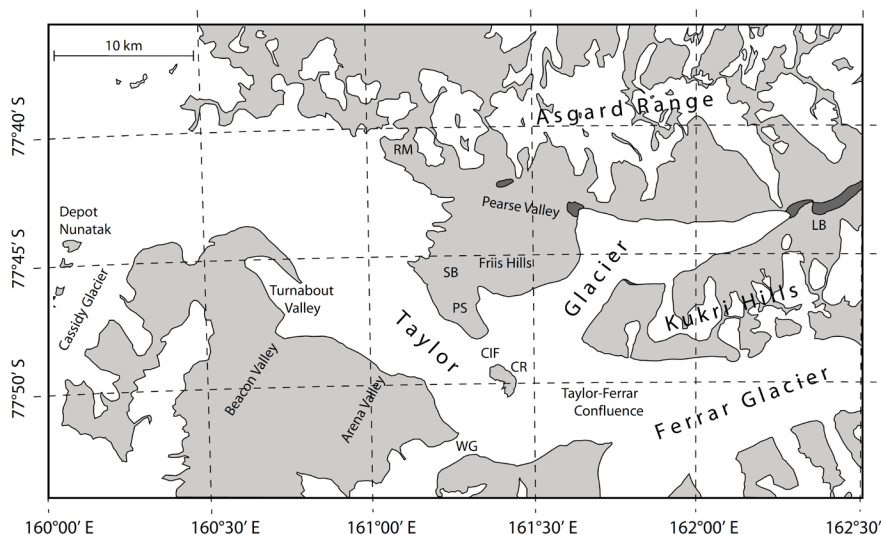 10 km
Asgard Range
77°40′ S
RM
Pearse Valley
Depot
Nunatak
LB
77°45′ S
SB
Friis Hills
Glacier
Cassidy Glacier
Turnabout
Valley
PS
Kukri Hills
Taylor
CIF
CR
Beacon Valley
Arena Valley
77°50′ S
Taylor-Ferrar
Confluence
Ferrar Glacier
WG
160°00′ E
160°30′ E
161°00′ E
161°30′ E
162°00′ E
162°30′